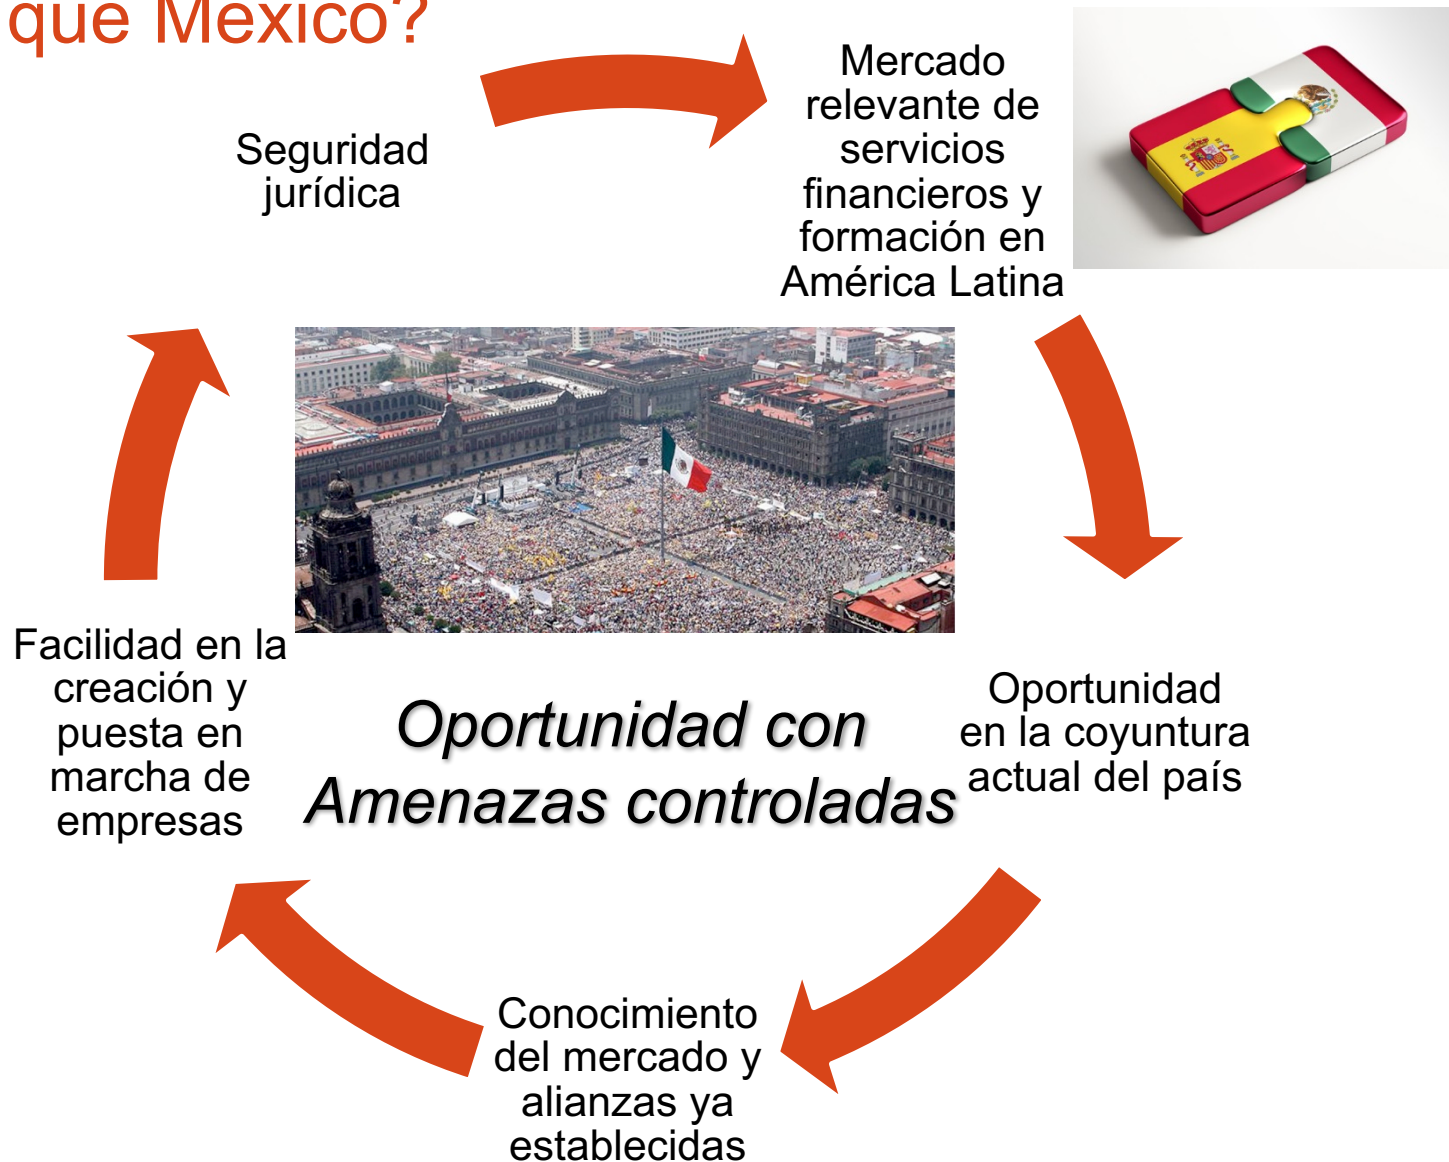 que México?
Seguridad
jurídica
Mercado
relevante de
servicios
financieros y
formación en
América Latina
Oportunidad
en la coyuntura
actual del país
Conocimiento
del mercado y
alianzas ya
establecidas
Facilidad en la
creación y
puesta en
marcha de
empresas
Oportunidad con
Amenazas controladas